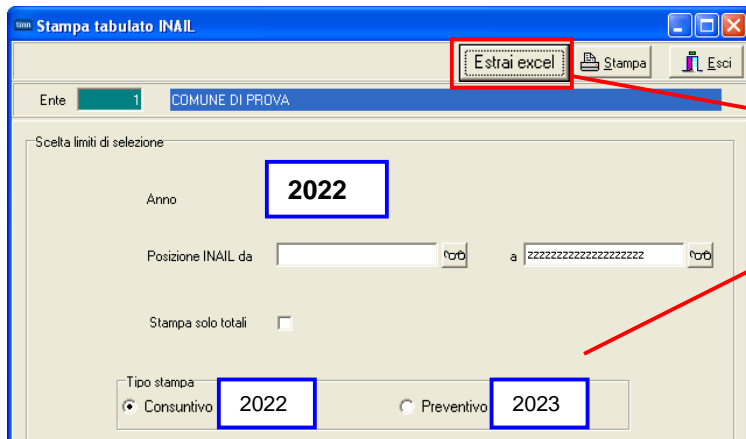 sinn Stampa tabulato INAIL
Estrai excel Stampa Esci
Ente 1 COMUNE DI PROVA
Scelta limiti di selezione
Anno 2022
Posizione INAIL da a zzzzzzzzzzzzzzzzzzzz
Stampa solo totali
Tipo stampa
Consuntivo 2022 Preventivo 2023